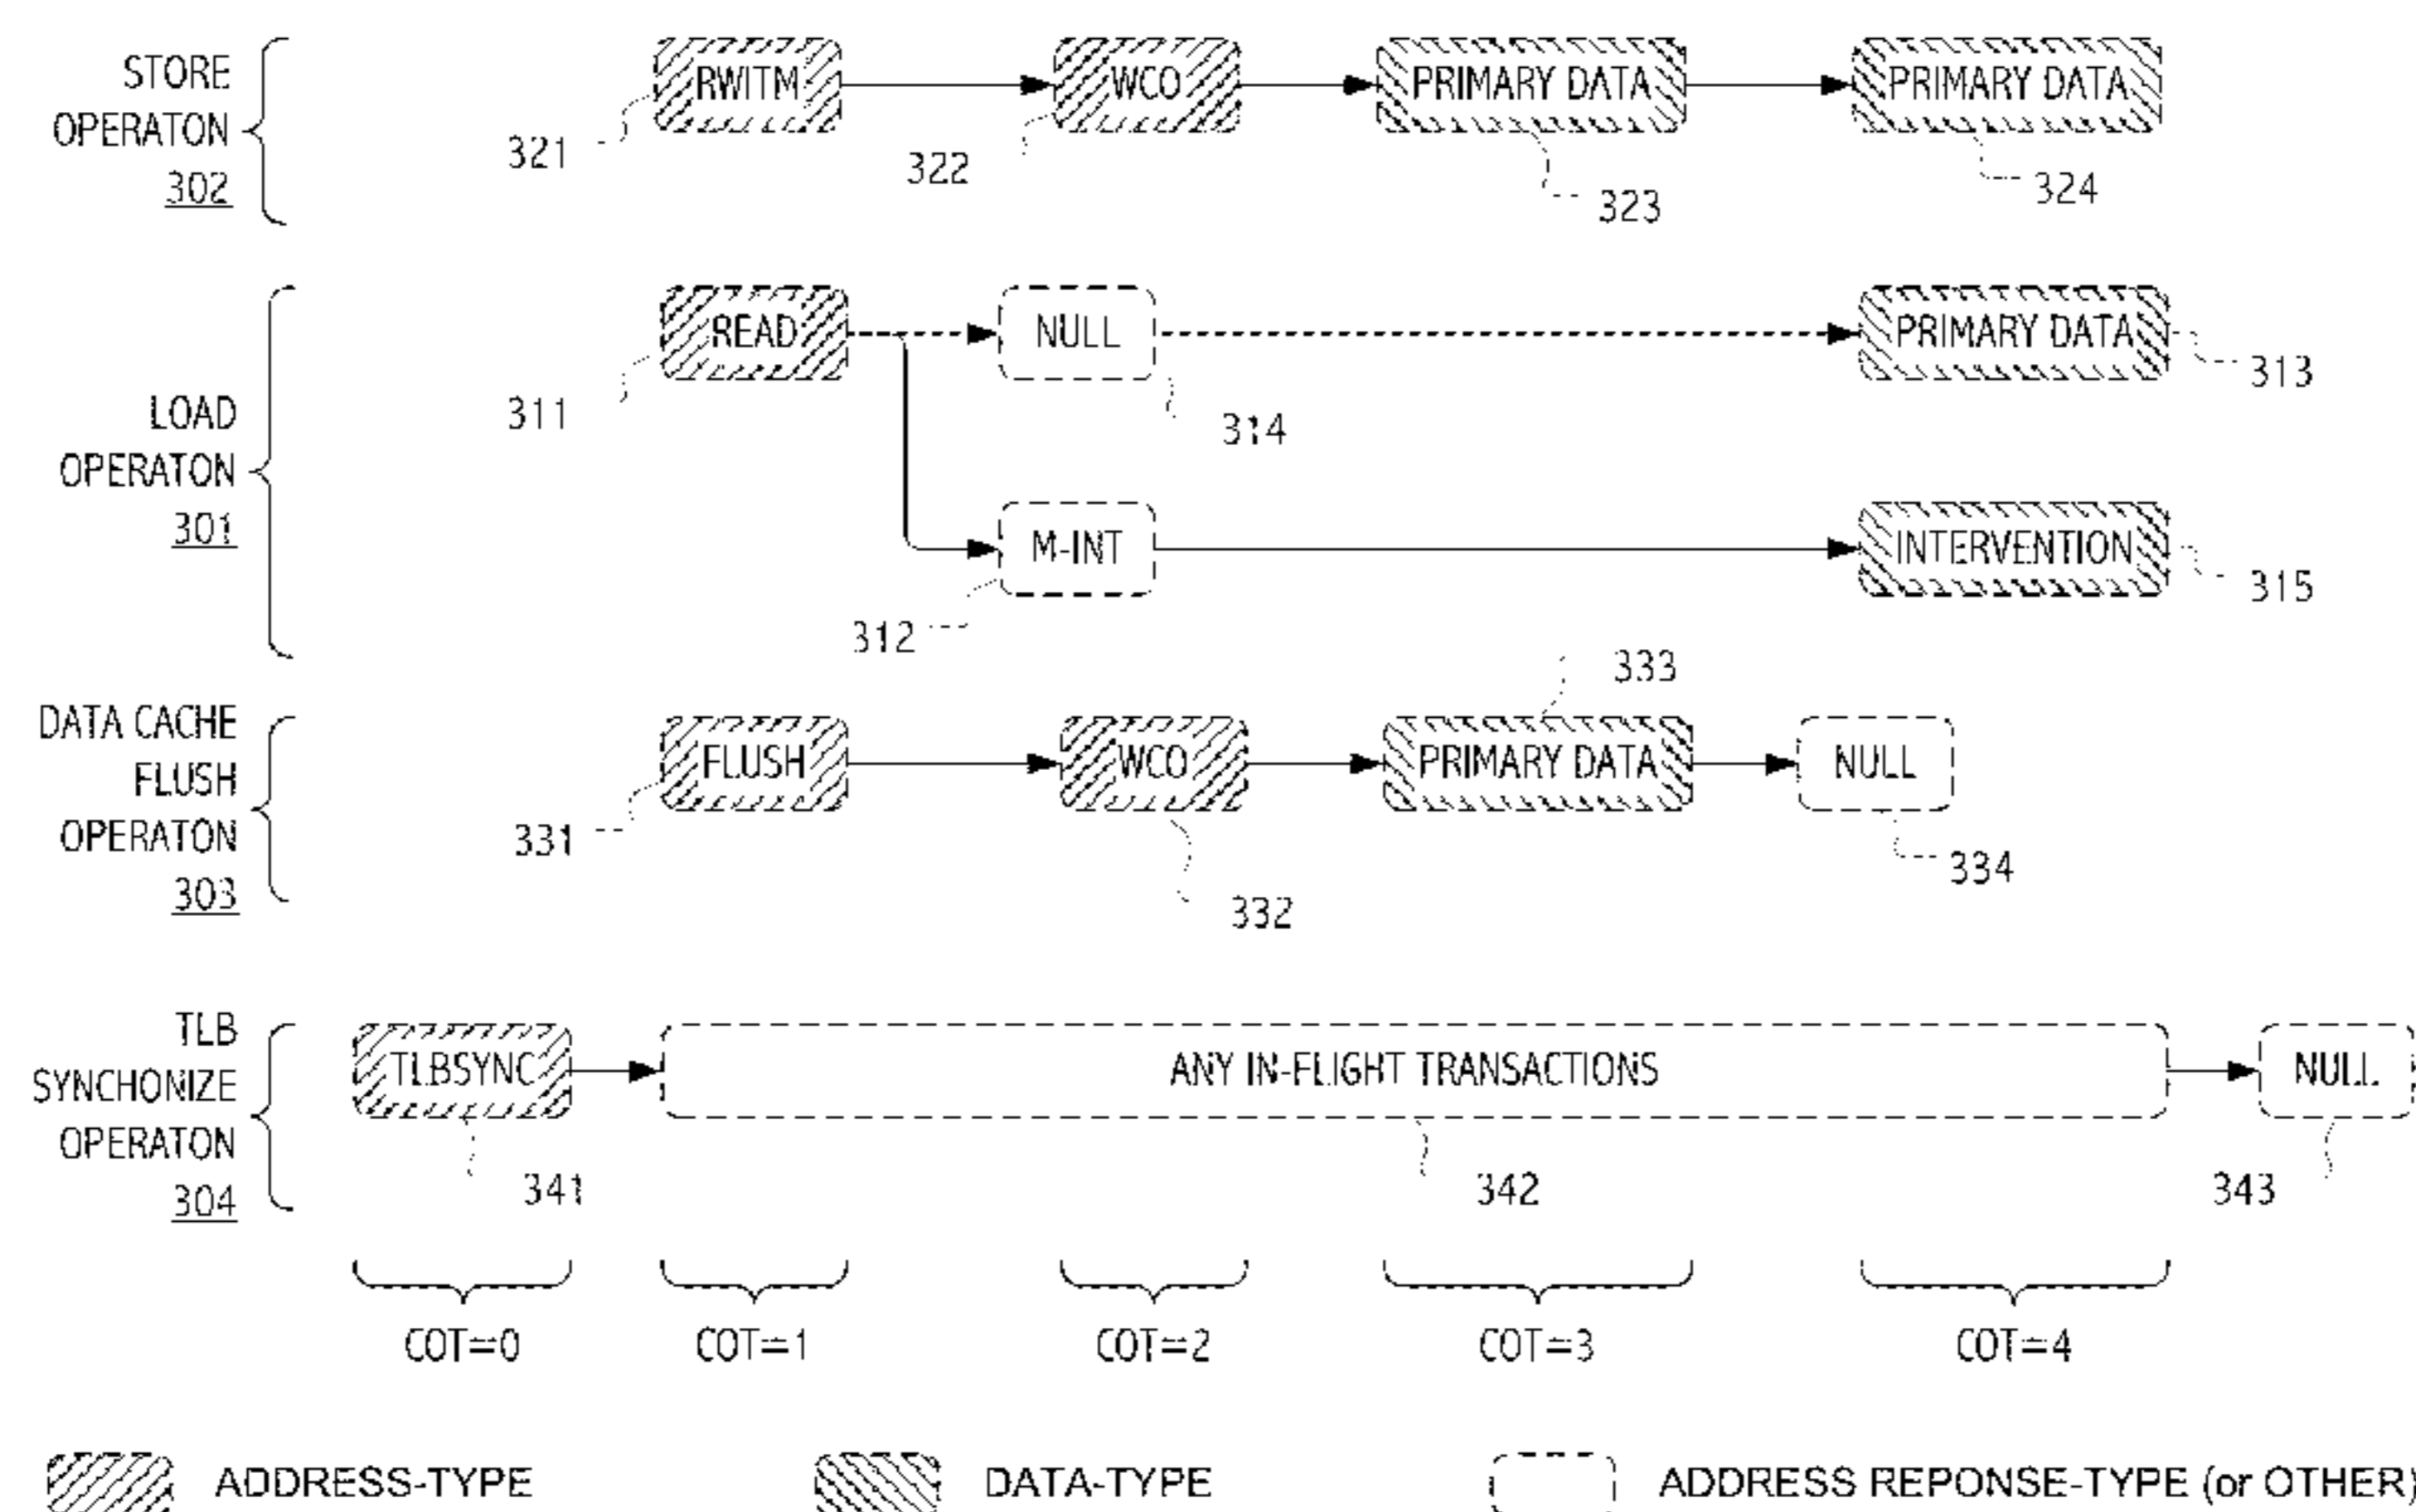 STORE
OPERATON
302
RWITM
WCO
PRIMARY DATA
PRIMARY DATA
321
322
323
324
LOAD
OPERATON
301
READ
NULL
PRIMARY DATA
311
314
313
M-INT
INTERVENTION
312
315
DATA CACHE
FLUSH
OPERATON
303
333
FLUSH
WCO
PRIMARY DATA
NULL
331
332
334
TLB
SYNCHONIZE
OPERATON
304
TLBSYNC
ANY IN-FLIGHT TRANSACTIONS
NULL
341
342
343
COT=0
COT=1
COT=2
COT=3
COT=4
ADDRESS-TYPE
DATA-TYPE
ADDRESS REPONSE-TYPE (or OTHER)